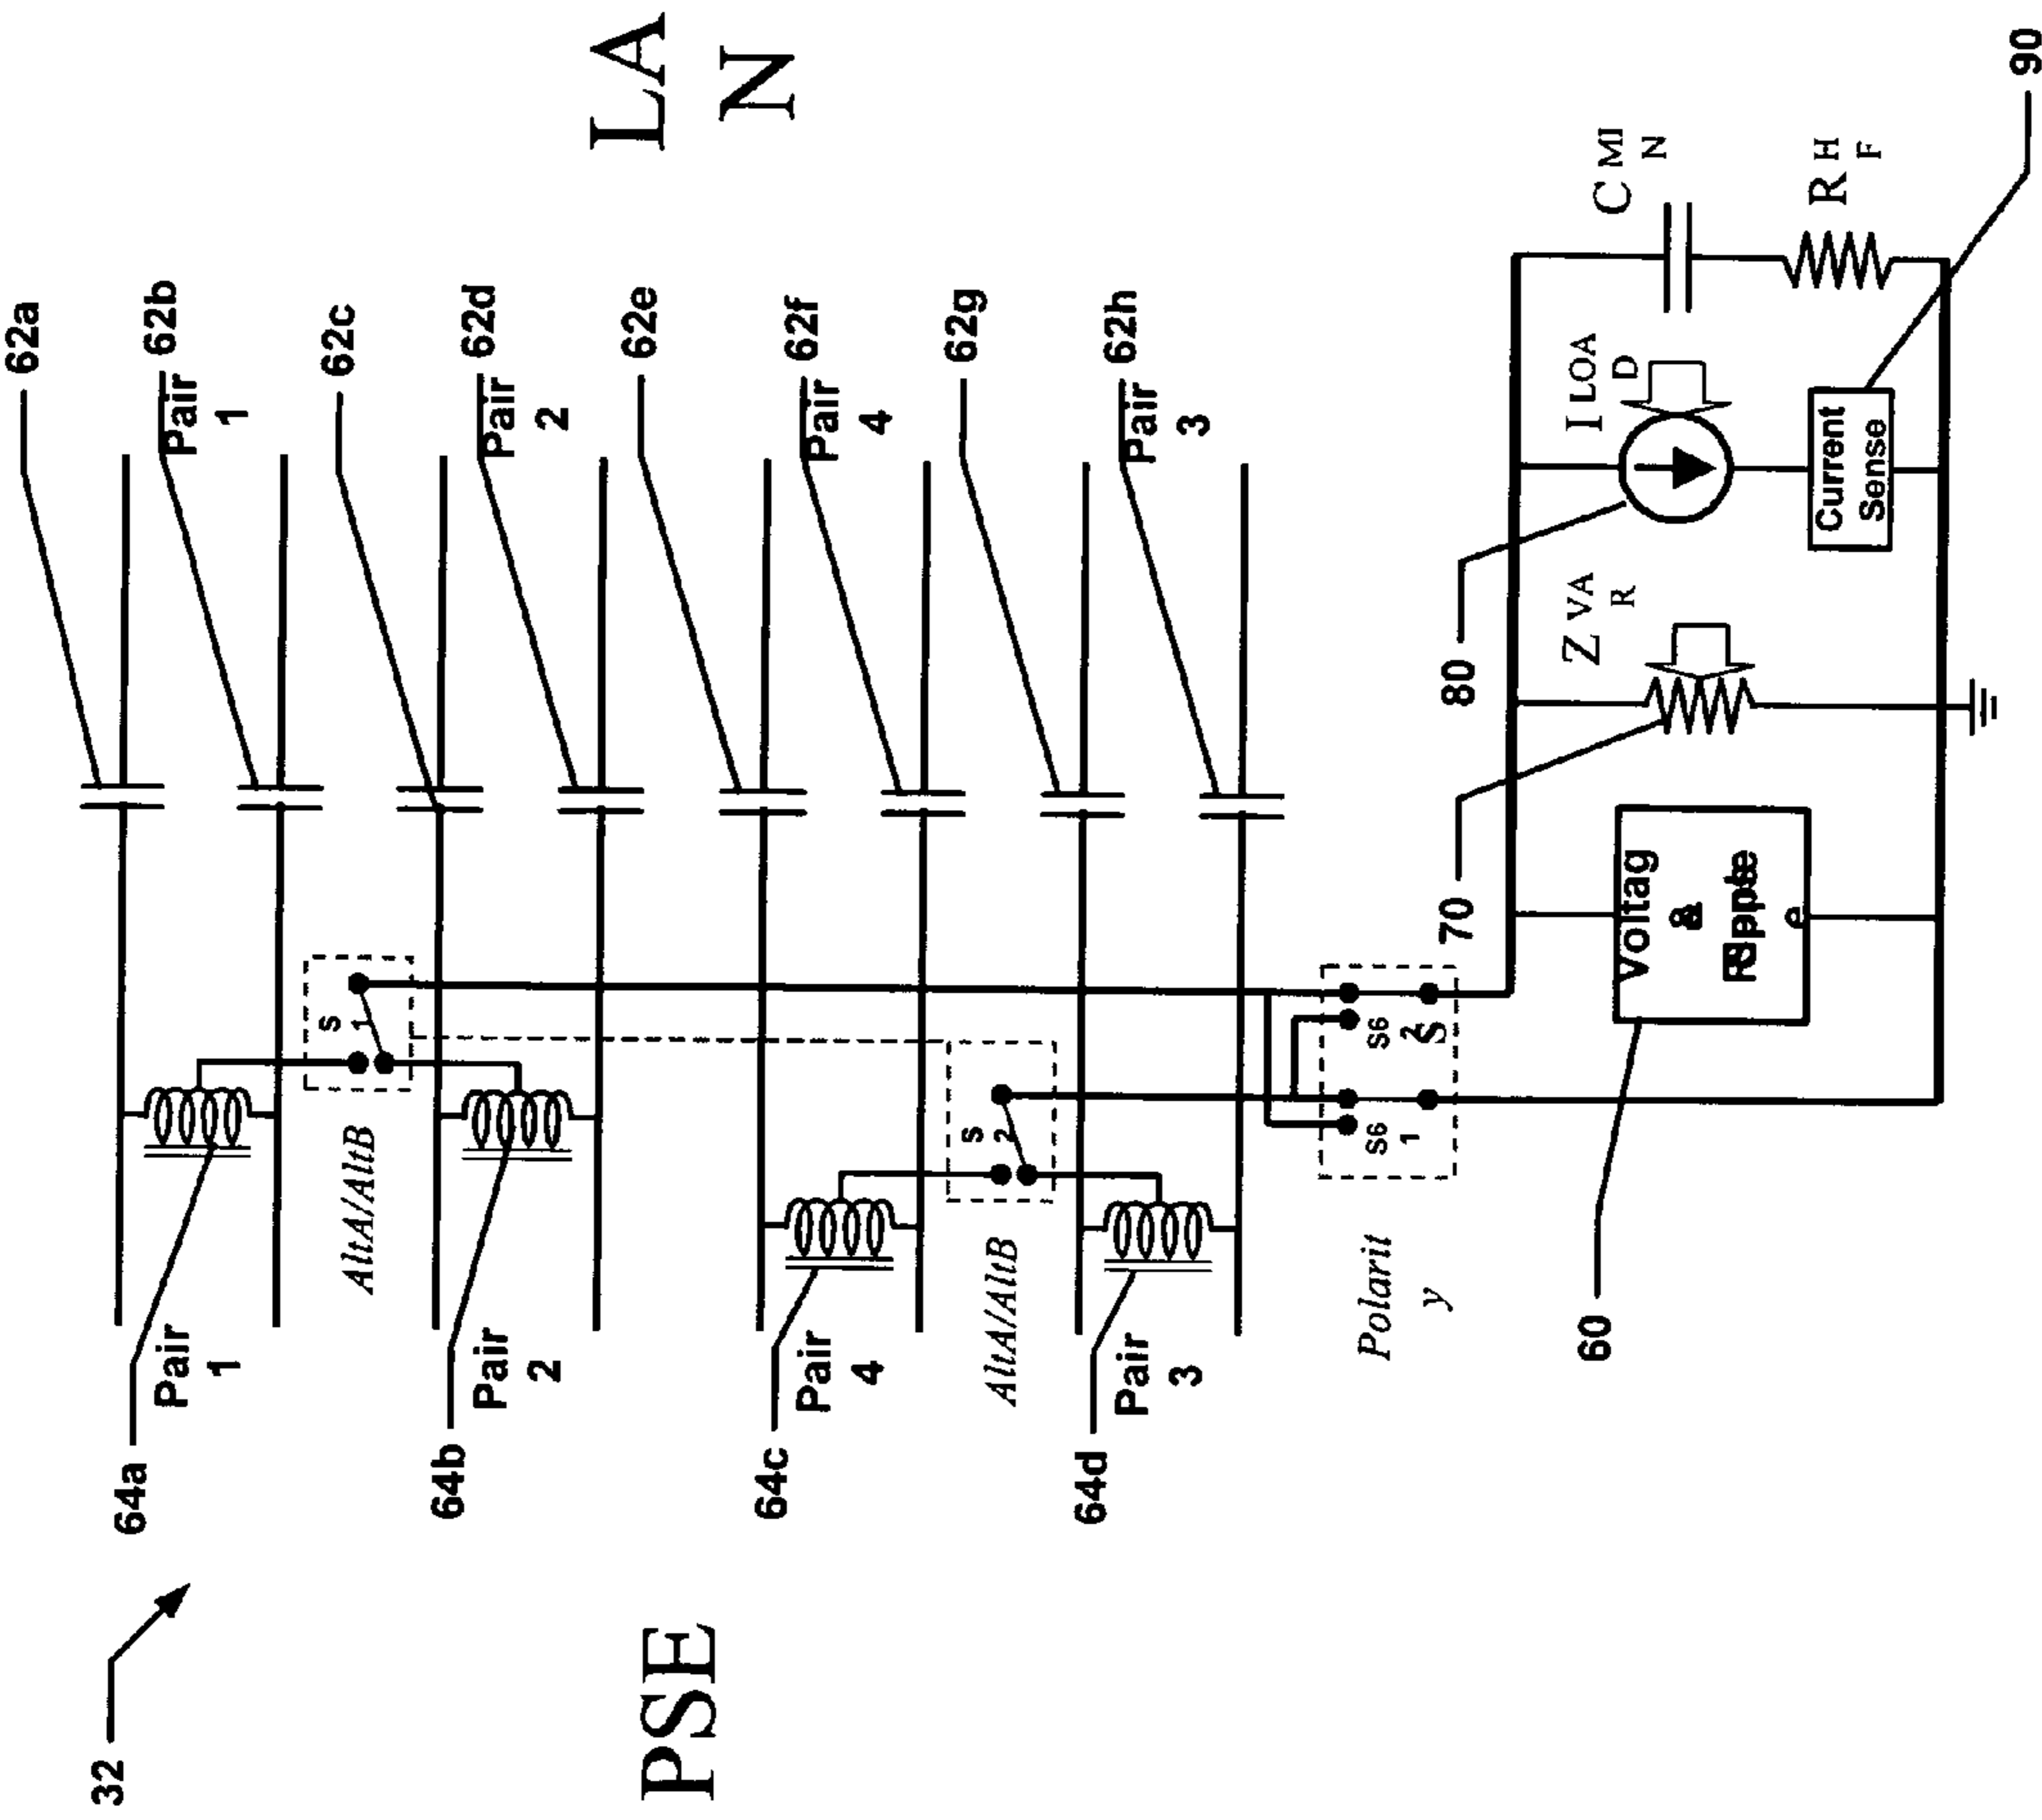 32
64a
62a
Pair
1
62b
Pair
1
S
1
AltA/AltB
62c
64b
Pair
2
62d
Pair
2
PSE
LA
N
62e
64c
Pair
4
62f
Pair
4
S
2
AltA/AltB
62g
64d
Pair
3
62h
Pair
3
S6
1
S6
2
Polarit
y
70
80
60
Z VA
R
I LOA
D
C MI
N
Voltag
&
e
Current
Sense
R H
F
90